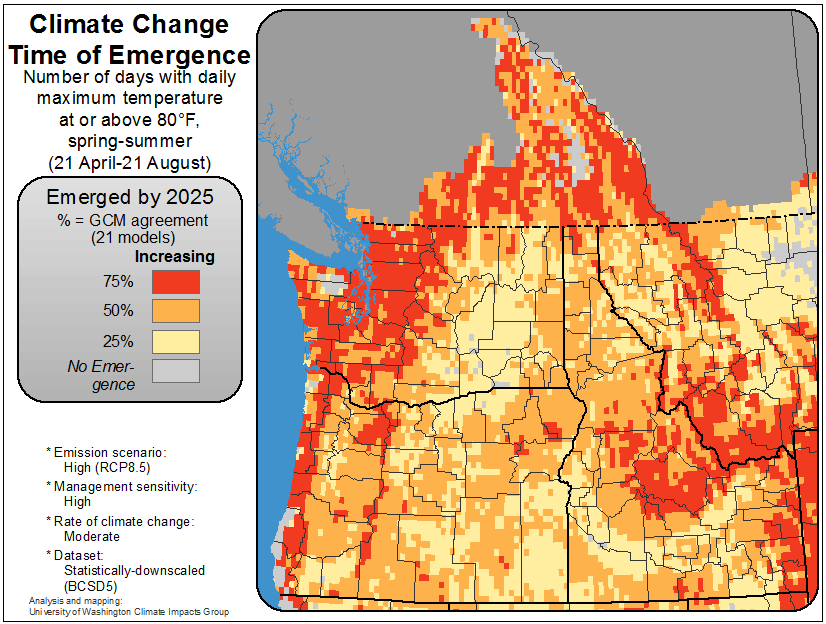 Climate Change
Time of Emergence
Number of days with daily
maximum temperature
at or above 80°F,
spring-summer
(21 April-21 August)
Emerged by 2025
% = GCM agreement
(21 models)
Increasing
75%
50%
25%
No Emer-
gence
* Emission scenario:
High (RCP8.5)
* Management sensitivity:
High
* Rate of climate change:
Moderate
* Dataset:
Statistically-downscaled
(BCSD5)
Analysis and mapping:
University of Washington Climate Impacts Group